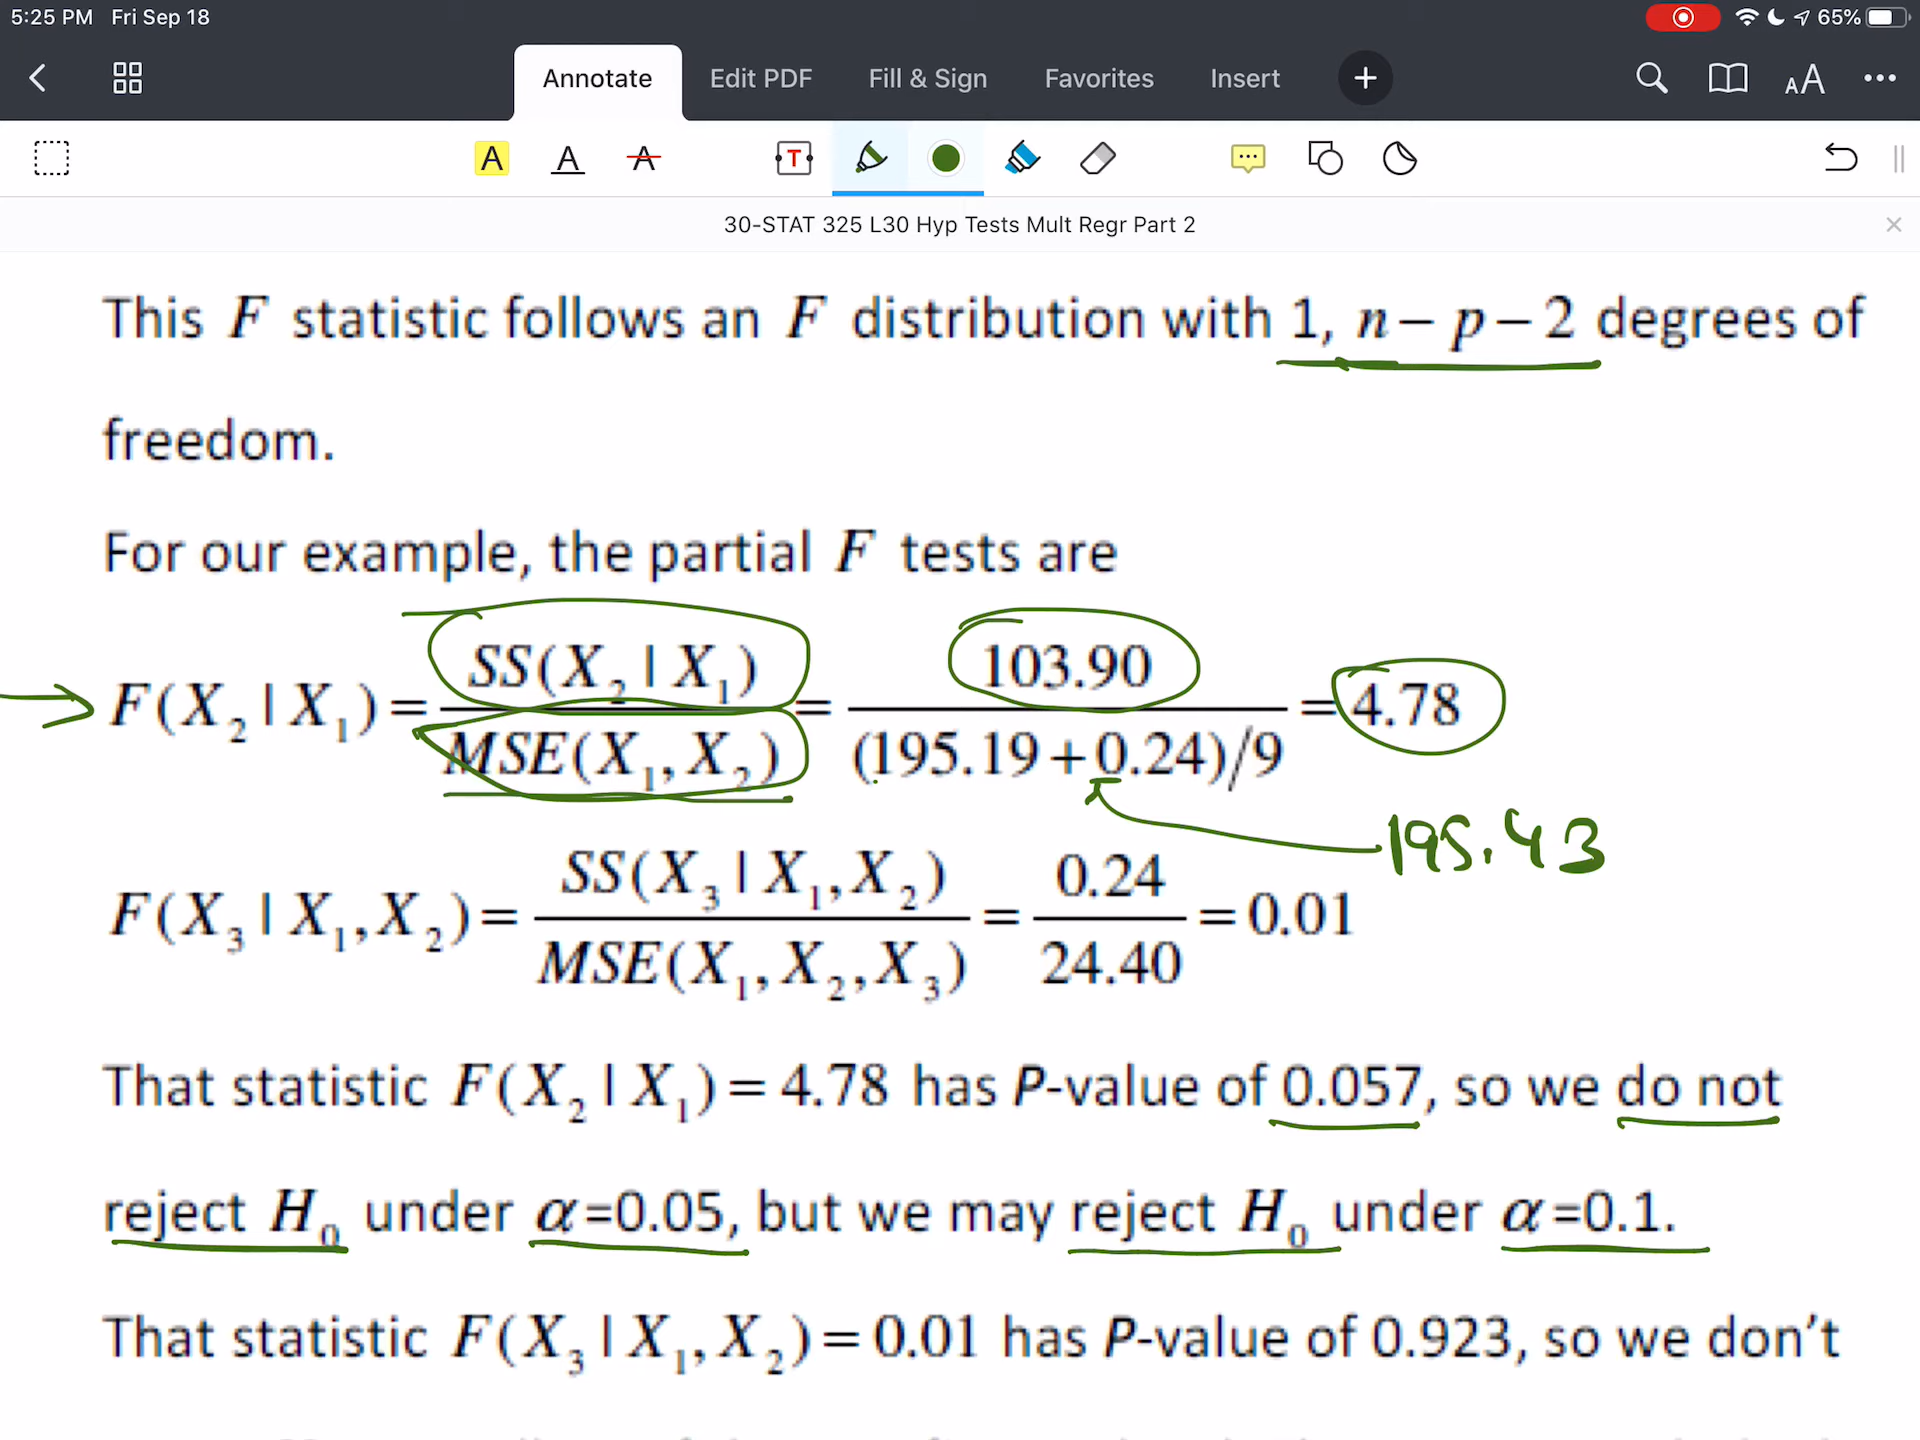 5:25 PM Fri Sep 18 65%
Annotate Edit PDF Fill & Sign Favorites Insert + AA
A A A T
30-STAT 325 L30 Hyp Tests Mult Regr Part 2
This F statistic follows an F distribution with 1, n − p − 2 degrees of
freedom.
For our example, the partial F tests are
F(X₂ | X₁) = SS(X₂ | X₁) / MSE(X₁, X₂) = 103.90 / (195.19 + 0.24)/9 = 4.78
195.43
F(X₃ | X₁, X₂) = SS(X₃ | X₁, X₂) / MSE(X₁, X₂, X₃) = 0.24 / 24.40 = 0.01
That statistic F(X₂ | X₁) = 4.78 has P-value of 0.057, so we do not
reject H₀ under α=0.05, but we may reject H₀ under α=0.1.
That statistic F(X₃ | X₁, X₂) = 0.01 has P-value of 0.923, so we don't